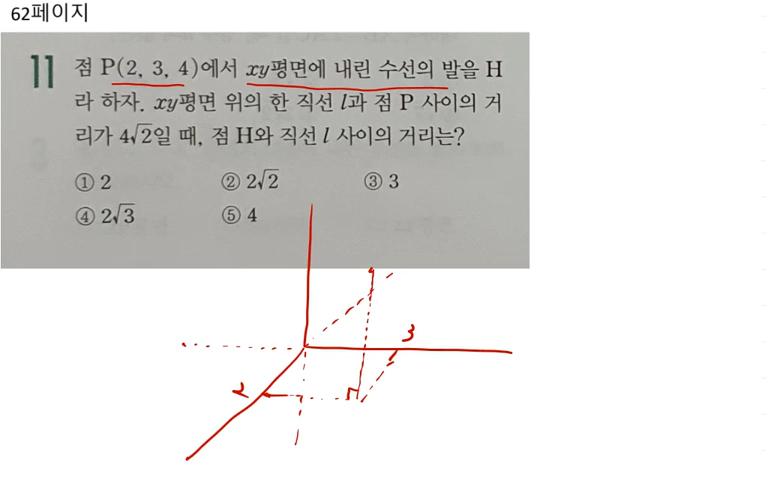 62페이지
11 점 P(2, 3, 4)에서 xy평면에 내린 수선의 발을 H
라 하자. xy평면 위의 한 직선 l과 점 P 사이의 거
리가 4√2일 때, 점 H와 직선 l 사이의 거리는?
① 2 ② 2√2 ③ 3
④ 2√3 ⑤ 4
3
2